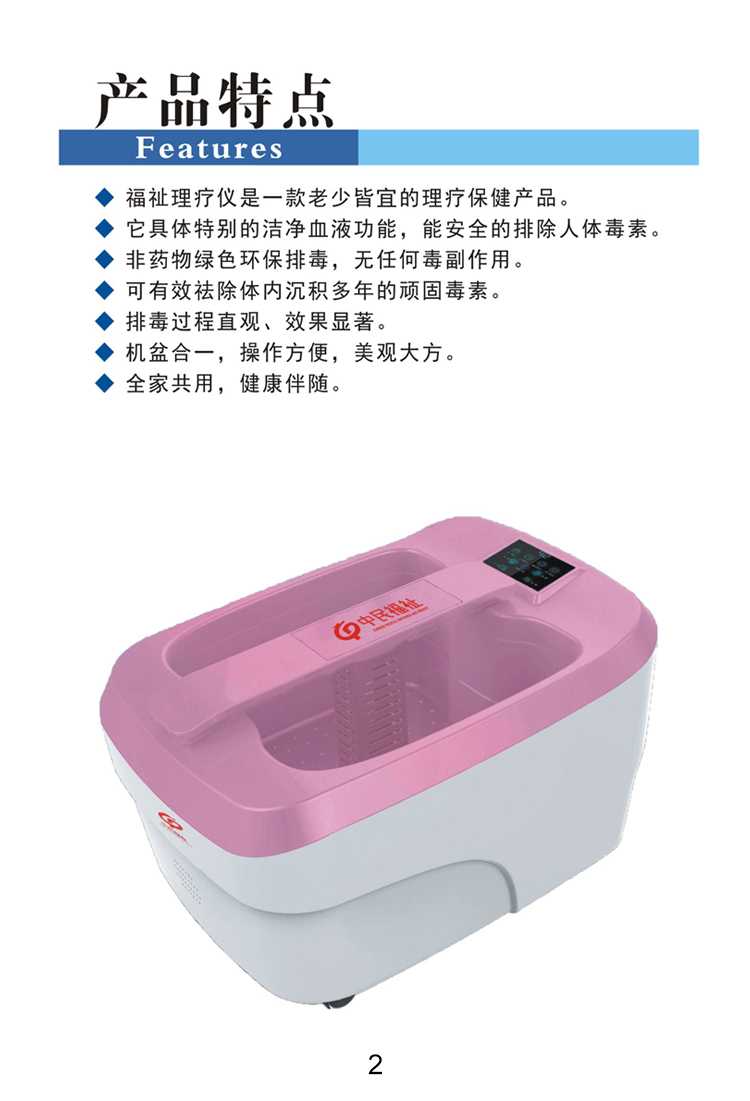 产品特点
Features
◆ 福祉理疗仪是一款老少皆宜的理疗保健产品。
◆ 它具体特别的洁净血液功能，能安全的排除人体毒素。
◆ 非药物绿色环保排毒，无任何毒副作用。
◆ 可有效祛除体内沉积多年的顽固毒素。
◆ 排毒过程直观、效果显著。
◆ 机盆合一，操作方便，美观大方。
◆ 全家共用，健康伴随。
中民福祉
2